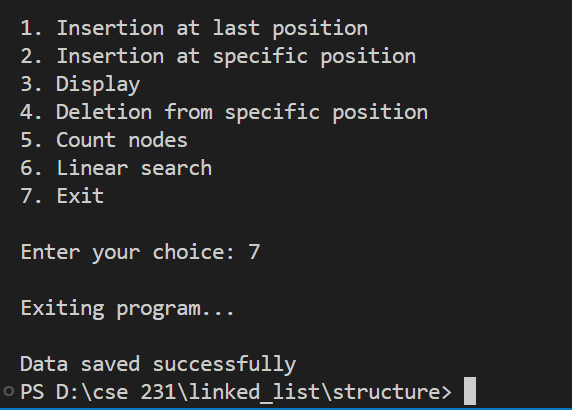 1. Insertion at last position
2. Insertion at specific position
3. Display
4. Deletion from specific position
5. Count nodes
6. Linear search
7. Exit
Enter your choice: 7
Exiting program...
Data saved successfully
PS D:\cse 231\linked_list\structure>